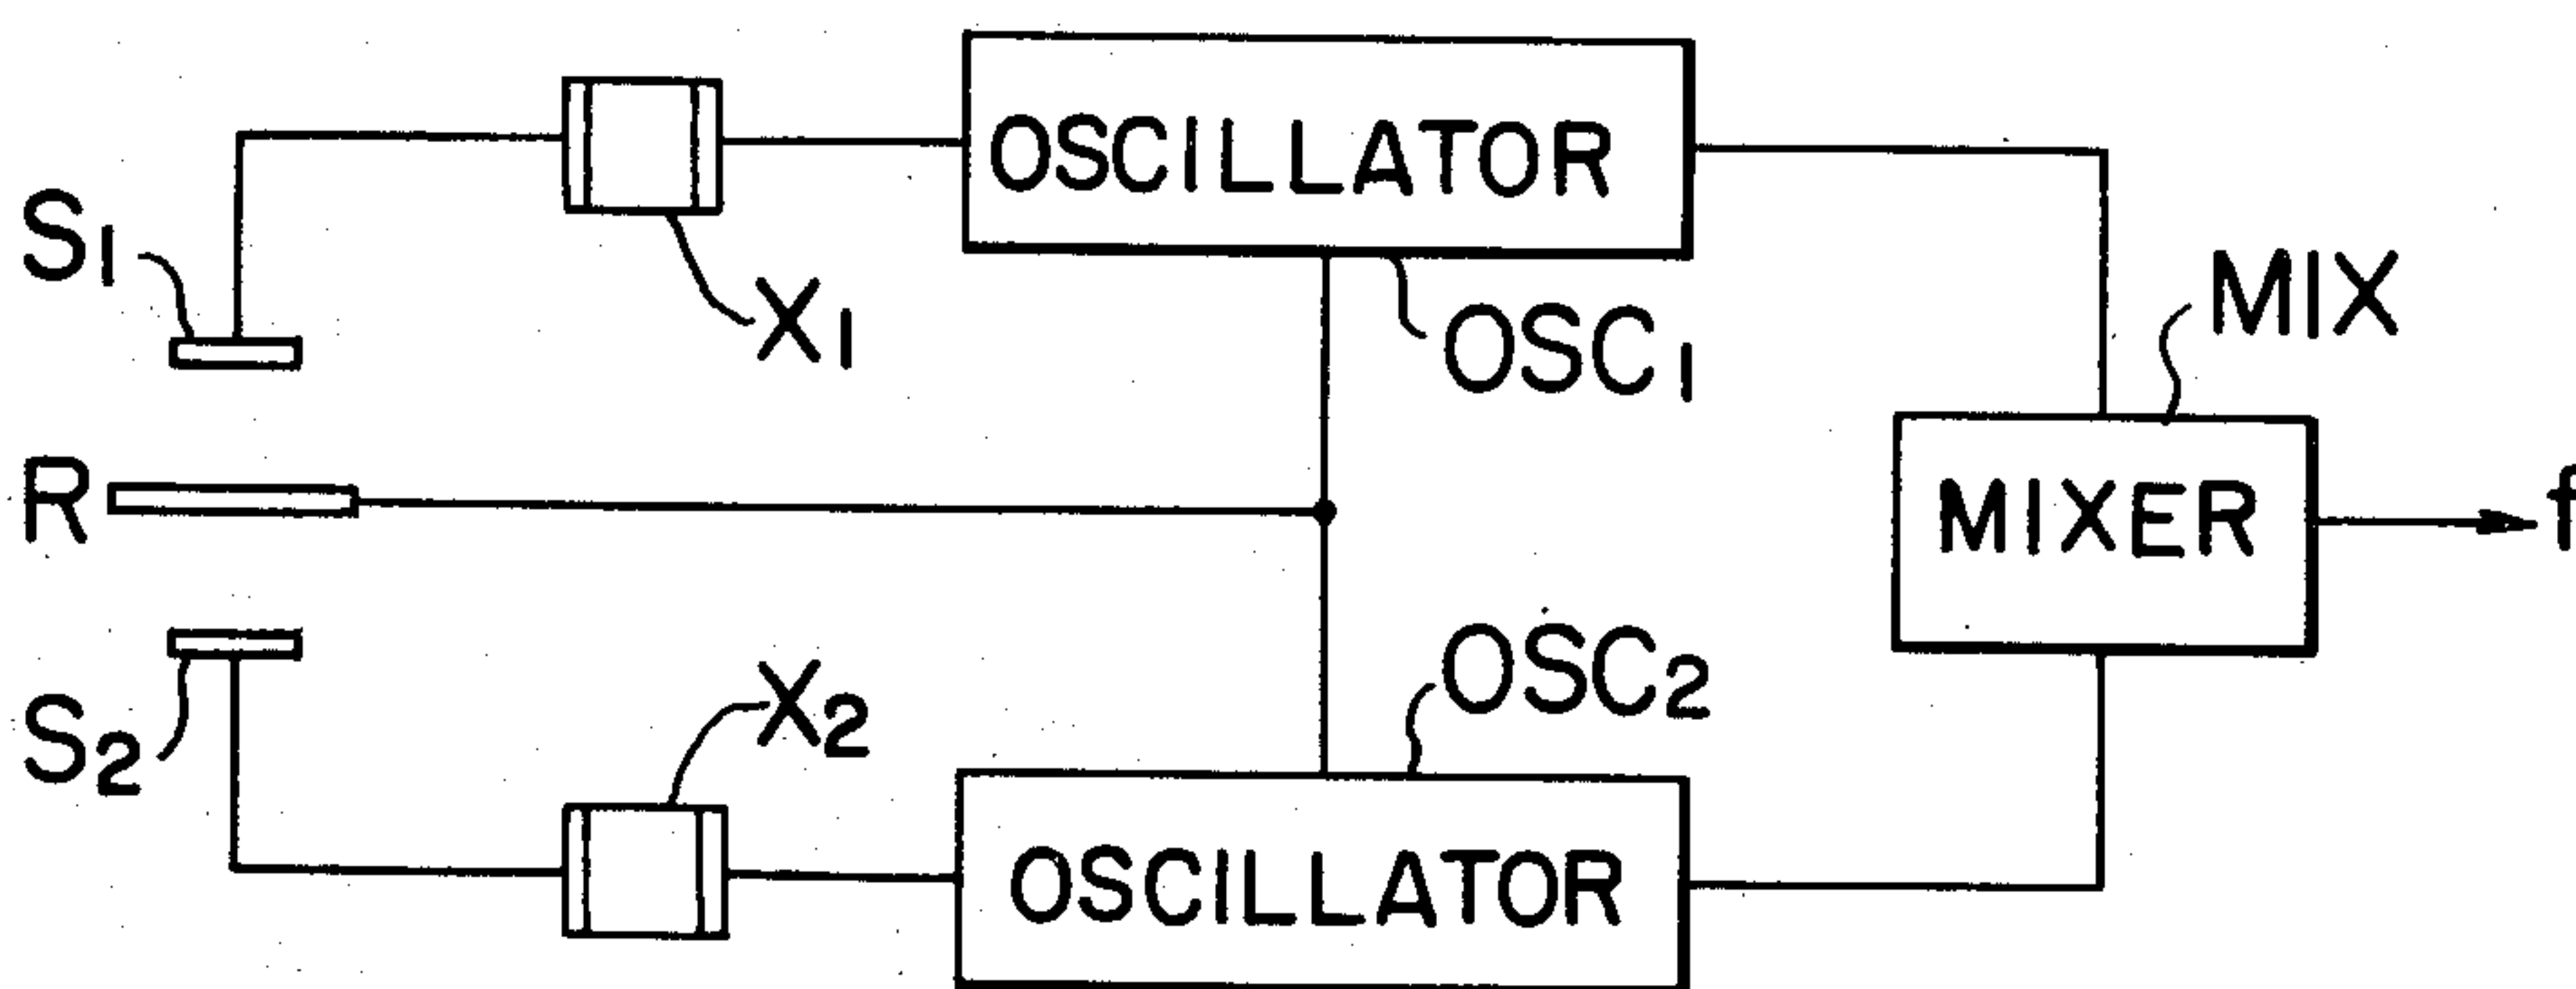 OSCILLATOR
S1
X1
OSC1
MIX
R
MIXER
f
S2
X2
OSC2
OSCILLATOR